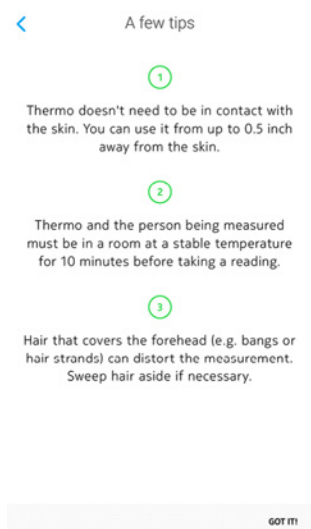 A few tips
1
Thermo doesn't need to be in contact with
the skin. You can use it from up to 0.5 inch
away from the skin.
2
Thermo and the person being measured
must be in a room at a stable temperature
for 10 minutes before taking a reading.
3
Hair that covers the forehead (e.g. bangs or
hair strands) can distort the measurement.
Sweep hair aside if necessary.
GOT IT!